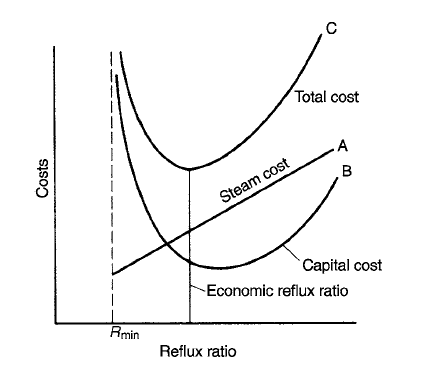 C
Total cost
A
Steam cost
B
Costs
Capital cost
Economic reflux ratio
Rmin
Reflux ratio